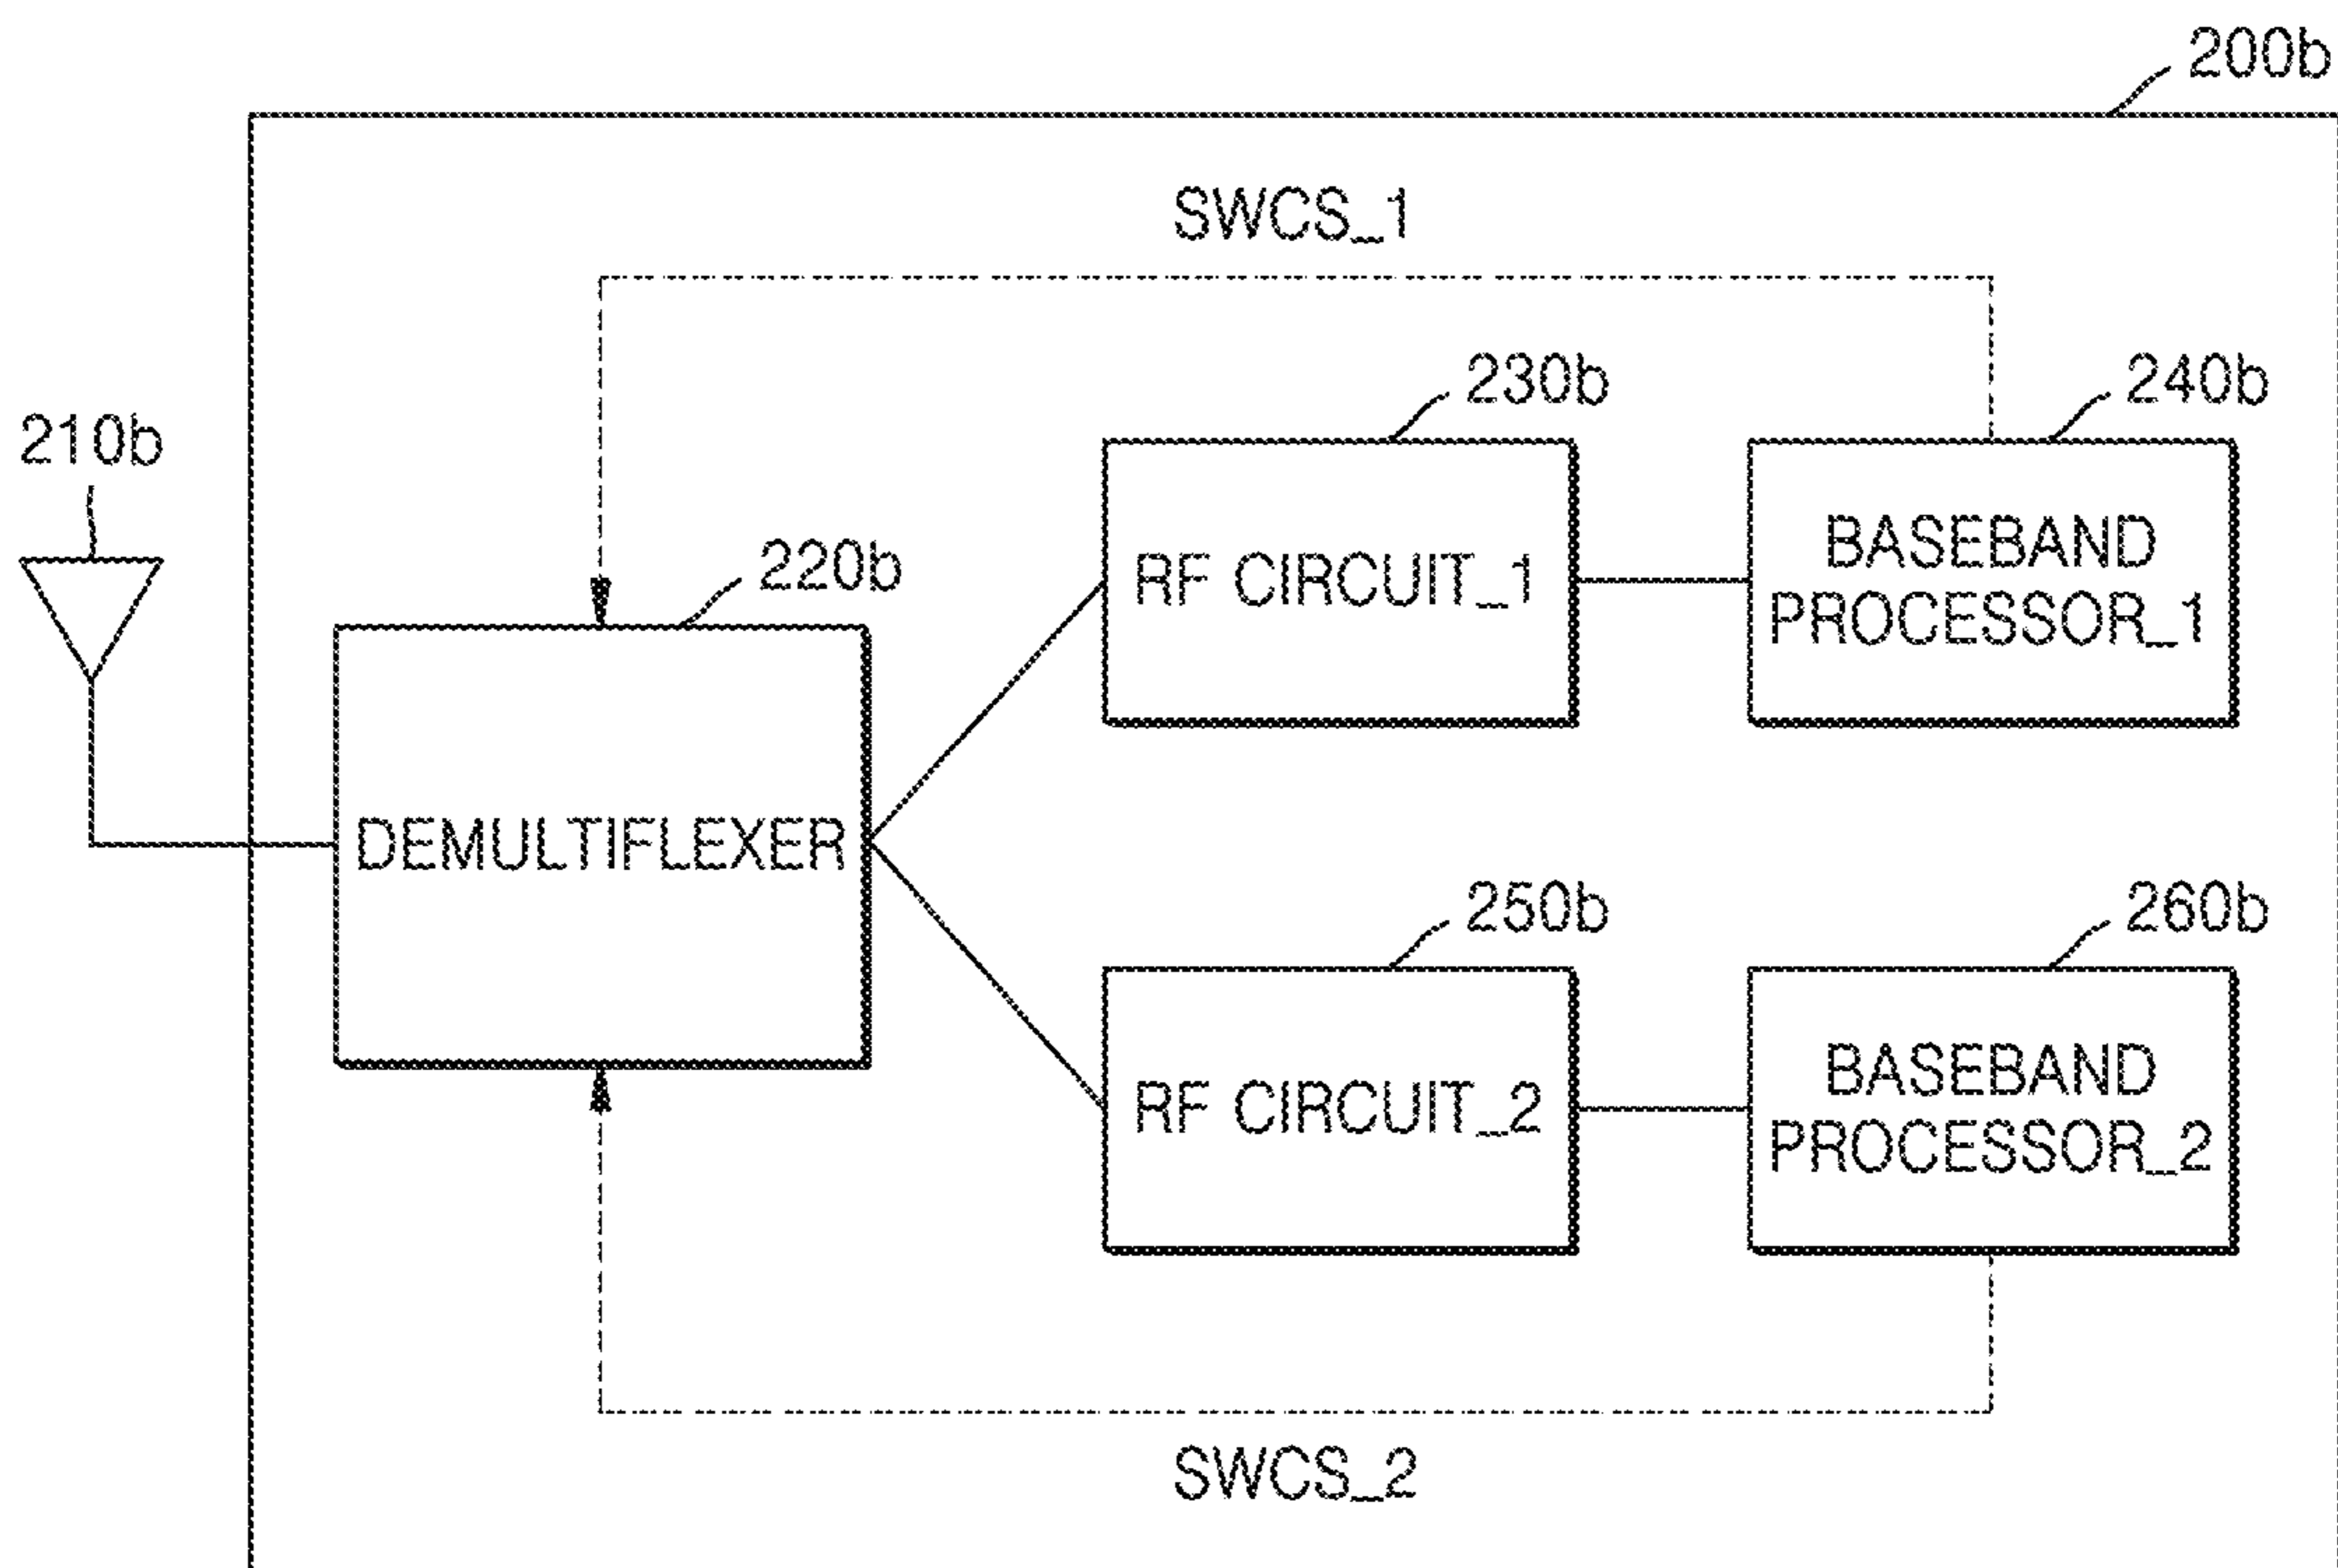 200b
SWCS_1
210b
230b
240b
220b
RF CIRCUIT_1
BASEBAND
PROCESSOR_1
DEMULTIFLEXER
250b
260b
RF CIRCUIT_2
BASEBAND
PROCESSOR_2
SWCS_2